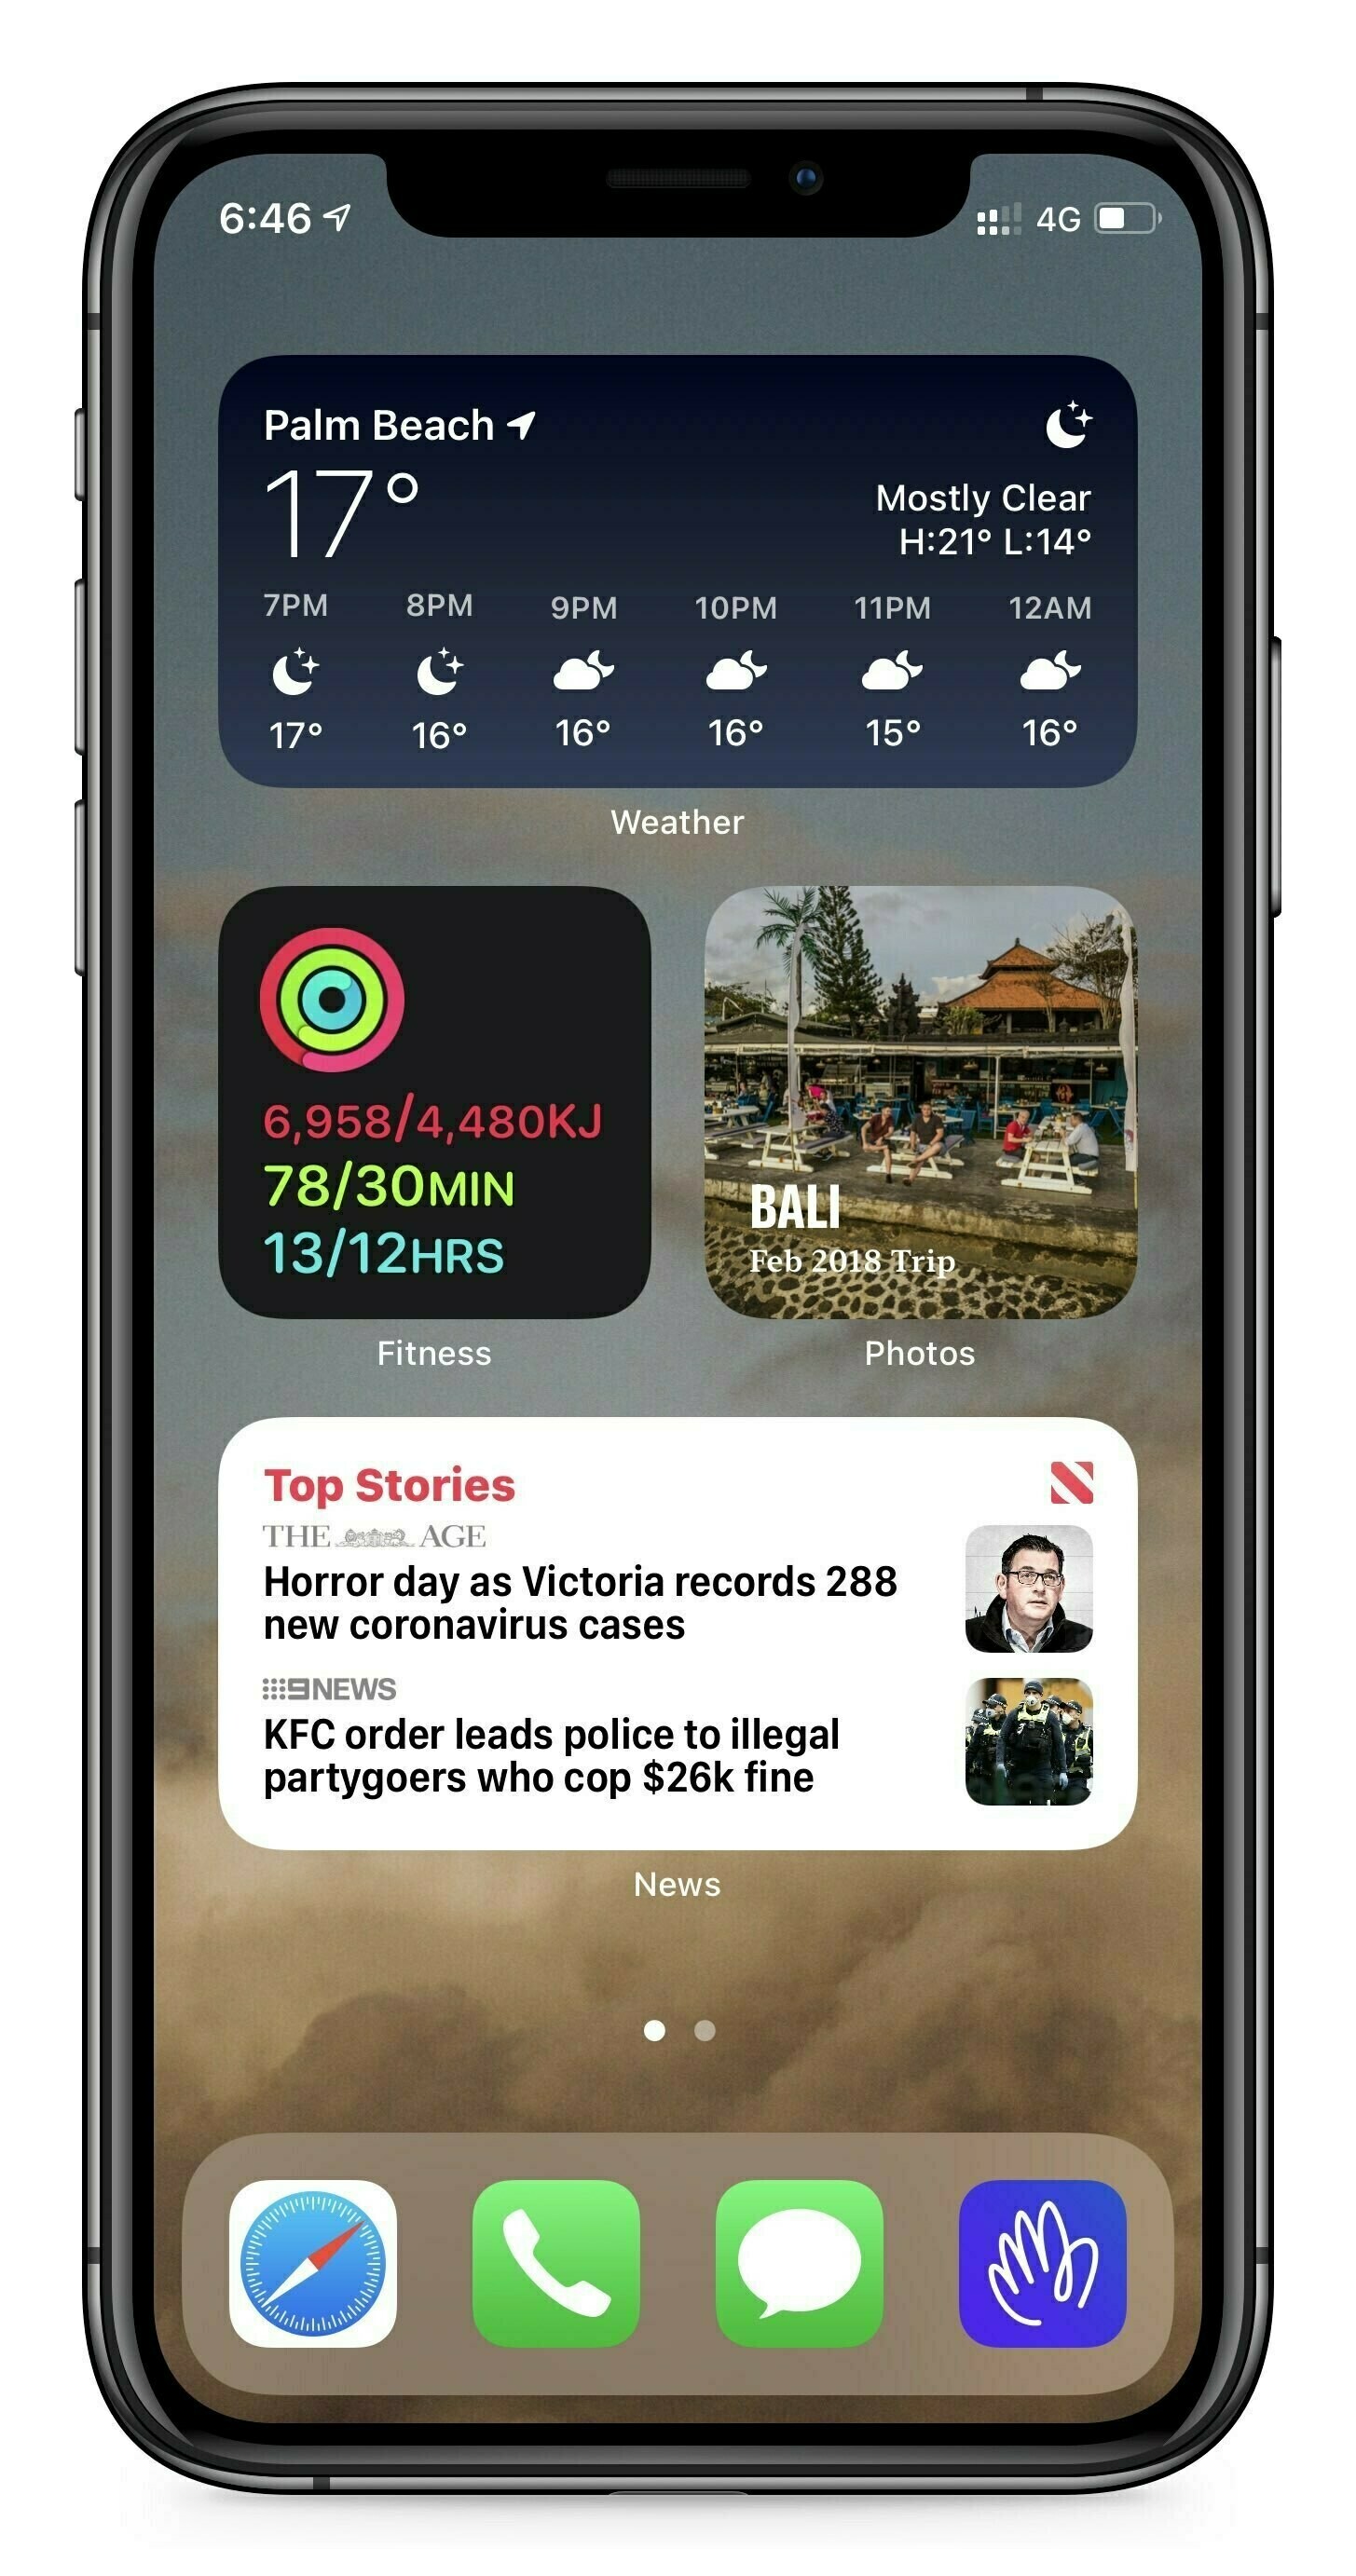 6:46
4G
Palm Beach
17°
Mostly Clear
H:21° L:14°
7PM 8PM 9PM 10PM 11PM 12AM
17° 16° 16° 16° 15° 16°
Weather
6,958/4,480KJ
78/30MIN
13/12HRS
Fitness
BALI
Feb 2018 Trip
Photos
Top Stories
THE AGE
Horror day as Victoria records 288
new coronavirus cases
9NEWS
KFC order leads police to illegal
partygoers who cop $26k fine
News